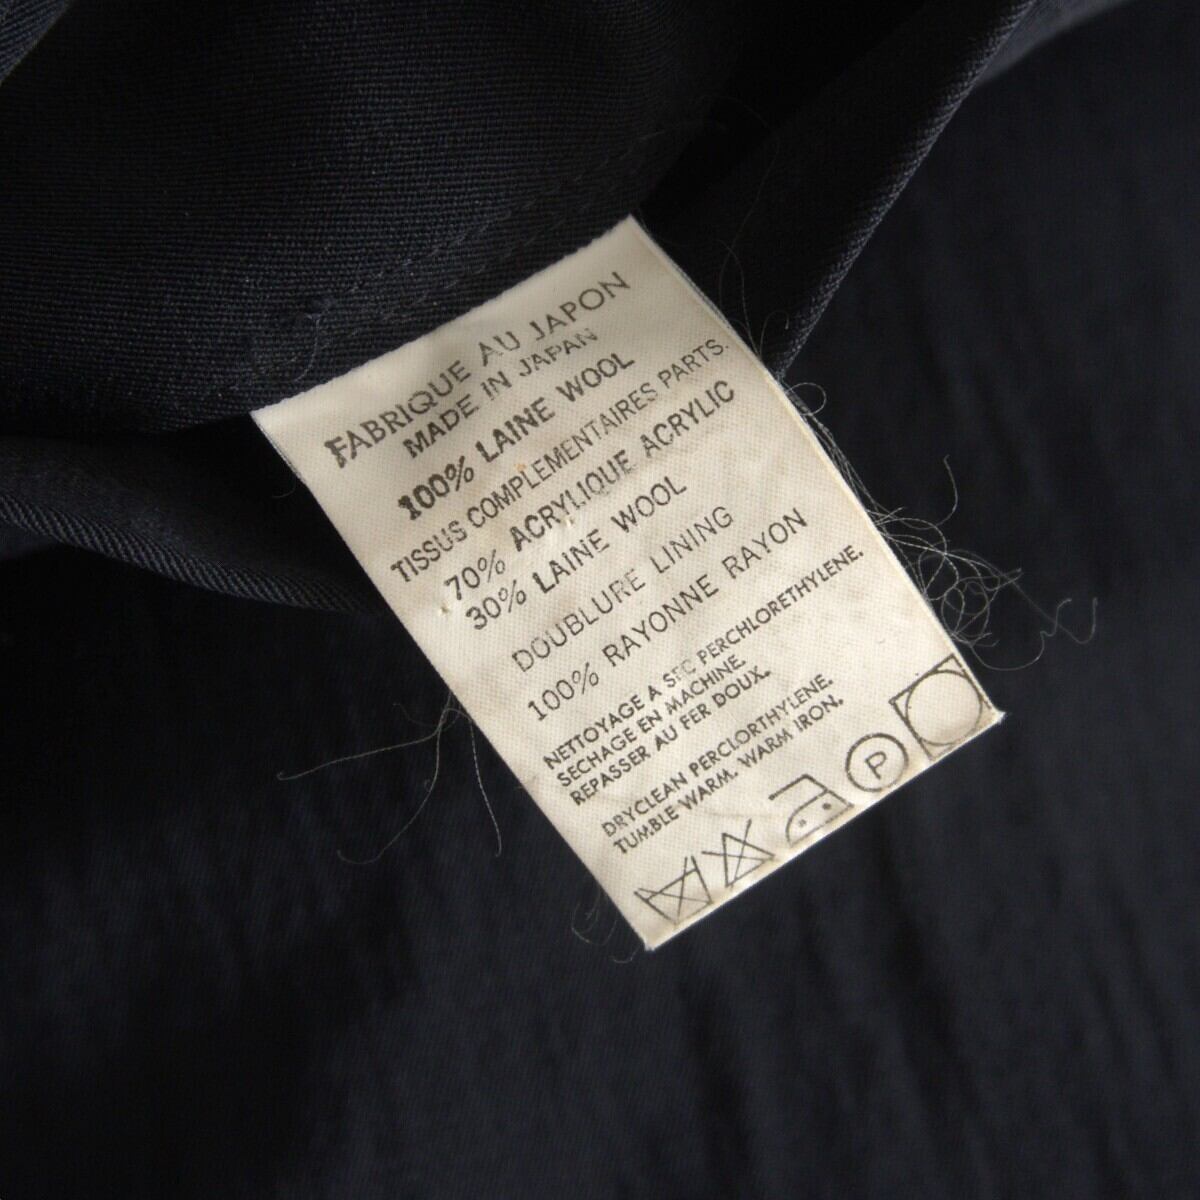 FABRIQUE AU JAPON
MADE IN JAPAN
100% LAINE WOOL
TISSUS COMPLEMENTAIRES PARTS.
70% ACRYLIQUE ACRYLIC
30% LAINE WOOL
DOUBLURE LINING
100% RAYONNE RAYON
NETTOYAGE A SEC PERCHLORETHYLENE.
SECHAGE EN MACHINE.
REPASSER AU FER DOUX.
DRYCLEAN PERCLORTHYLENE.
TUMBLE WARM. WARM IRON.
P